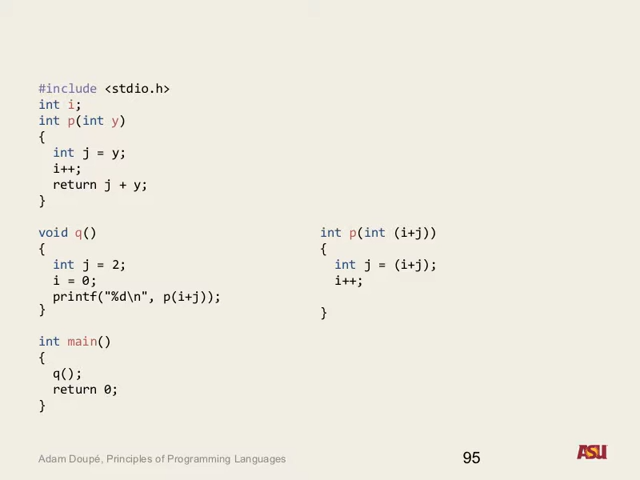 #include <stdio.h>
int i;
int p(int y)
{
int j = y;
i++;
return j + y;
}
void q()
{
int j = 2;
i = 0;
printf("%d\n", p(i+j));
}
int main()
{
q();
return 0;
}
int p(int (i+j))
{
int j = (i+j);
i++;
}
Adam Doupé, Principles of Programming Languages
95
ASU